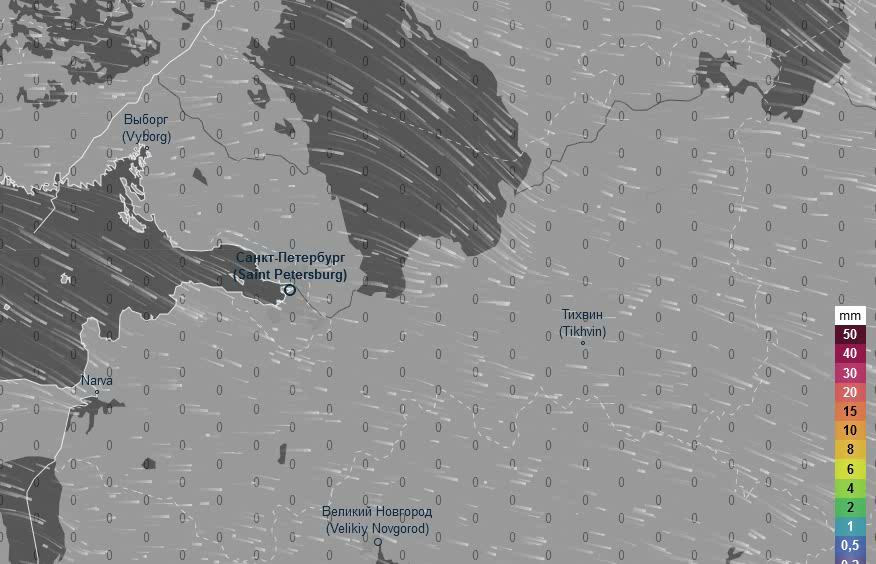 Выборг
(Vyborg)
Санкт-Петербург
(Saint Petersburg)
Тихвин
(Tikhvin)
Narva
Великий Новгород
(Velikiy Novgorod)
mm
50
40
30
20
15
10
8
6
4
2
1
0,5